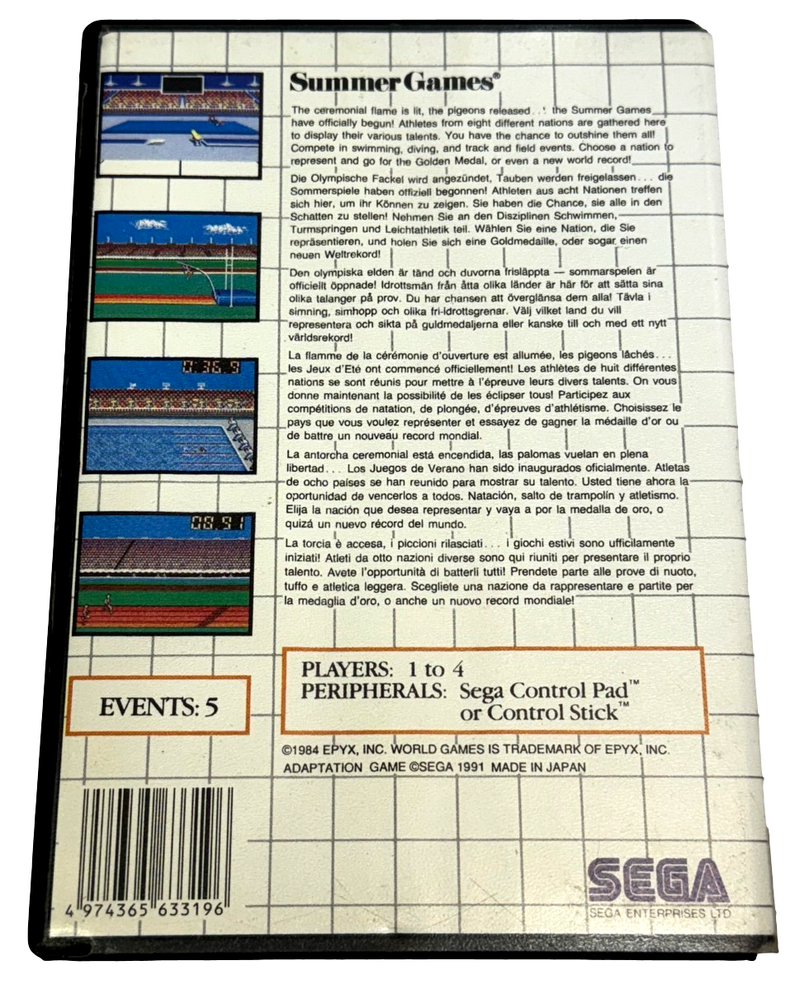 Summer Games®
The ceremonial flame is lit, the pigeons released . . . the Summer Games
have officially begun! Athletes from eight different nations are gathered here
to display their various talents. You have the chance to outshine them all!
Compete in swimming, diving, and track and field events. Choose a nation to
represent and go for the Golden Medal, or even a new world record!
Die Olympische Fackel wird angezündet, Tauben werden freigelassen . . . die
Sommerspiele haben offiziell begonnen! Athleten aus acht Nationen treffen
sich hier, um ihr Können zu zeigen. Sie haben die Chance, sie alle in den
Schatten zu stellen! Nehmen Sie an den Disziplinen Schwimmen,
Turmspringen und Leichtathletik teil. Wählen Sie eine Nation, die Sie
repräsentieren, und holen Sie sich eine Goldmedaille, oder sogar einen
neuen Weltrekord!
Den olympiska elden är tänd och duvorna frisläppta — sommarspelen är
officiellt öppnade! Idrottsmän från åtta olika länder är här för att sätta sina
olika talanger på prov. Du har chansen att överglänsa dem alla! Tävla i
simning, simhopp och olika fri-idrottsgrenar. Välj vilket land du vill
representera och sikta på guldmedaljerna eller kanske till och med ett nytt
världsrekord!
La flamme de la cérémonie d'ouverture est allumée, les pigeons lâchés . . .
les Jeux d'Eté ont commencé officiellement! Les athlètes de huit différentes
nations se sont réunis pour mettre à l'épreuve leurs divers talents. On vous
donne maintenant la possibilité de les éclipser tous! Participez aux
compétitions de natation, de plongée, d'épreuves d'athlétisme. Choisissez le
pays que vous voulez représenter et essayez de gagner la médaille d'or ou
de battre un nouveau record mondial.
La antorcha ceremonial está encendida, las palomas vuelan en plena
libertad . . . Los Juegos de Verano han sido inaugurados oficialmente. Atletas
de ocho países se han reunido para mostrar su talento. Usted tiene ahora la
oportunidad de vencerlos a todos. Natación, salto de trampolín y atletismo.
Elija la nación que desea representar y vaya a por la medalla de oro, o
quizá un nuevo récord del mundo.
La torcia è accesa, i piccioni rilasciati . . . i giochi estivi sono ufficilamente
iniziati! Atleti da otto nazioni diverse sono qui riuniti per presentare il proprio
talento. Avete l'opportunità di batterli tutti! Prendete parte alle prove di nuoto,
tuffo e atletica leggera. Scegliete una nazione da rappresentare e partite per
la medaglia d'oro, o anche un nuovo record mondiale!
0:36.9
06.51
EVENTS: 5
PLAYERS: 1 to 4
PERIPHERALS: Sega Control Pad™
or Control Stick™
©1984 EPYX, INC. WORLD GAMES IS TRADEMARK OF EPYX, INC.
ADAPTATION GAME ©SEGA 1991 MADE IN JAPAN
4 974365 633196
SEGA
SEGA ENTERPRISES LTD